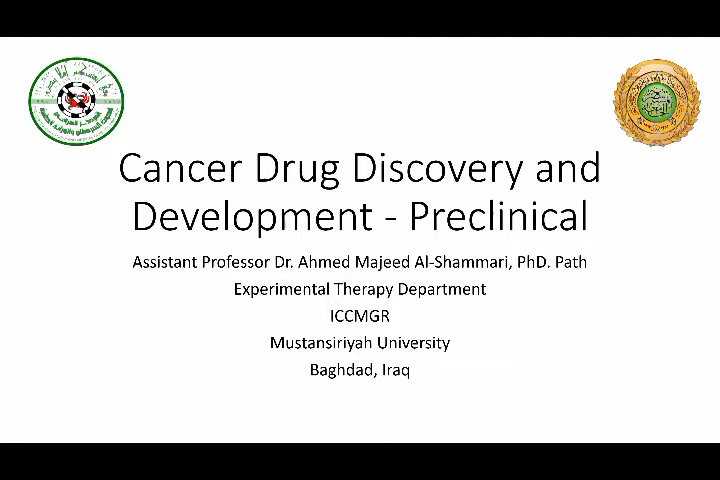 Cancer Drug Discovery and
Development - Preclinical
Assistant Professor Dr. Ahmed Majeed Al-Shammari, PhD. Path
Experimental Therapy Department
ICCMGR
Mustansiriyah University
Baghdad, Iraq